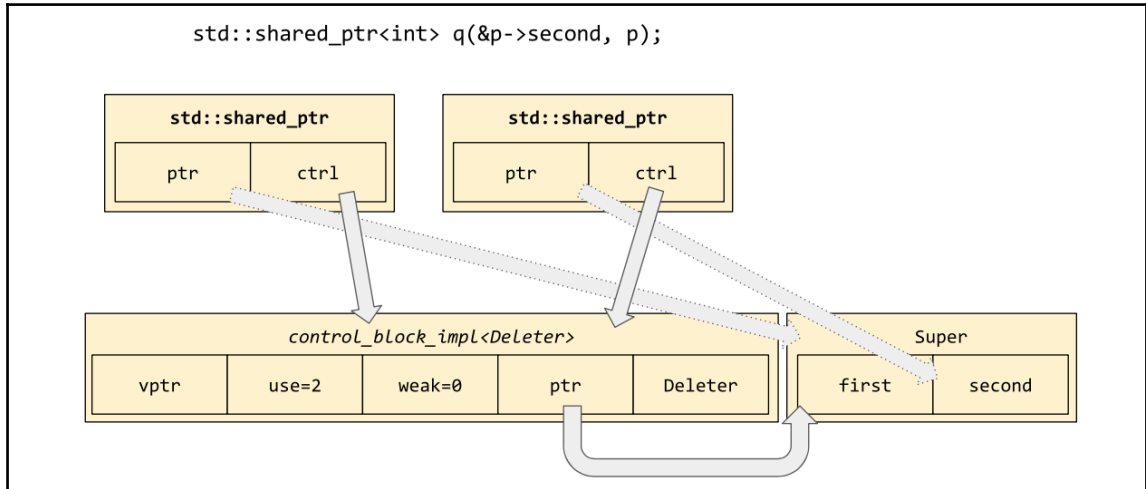 std::shared_ptr<int> q(&p->second, p);
std::shared_ptr std::shared_ptr
ptr ctrl ptr ctrl
control_block_impl<Deleter> Super
vptr use=2 weak=0 ptr Deleter first second